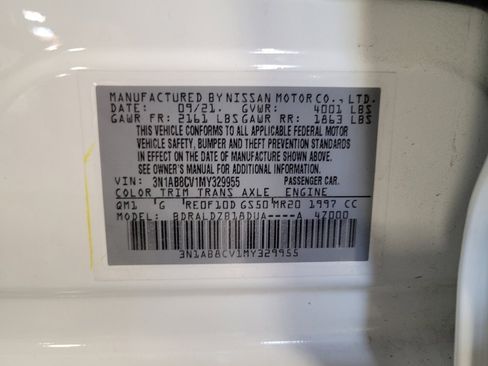 MANUFACTURED BY NISSAN MOTOR CO., LTD.
DATE: 09/21. GVWR: 4001 LBS
GAWR FR: 2161 LBS GAWR RR: 1863 LBS
THIS VEHICLE CONFORMS TO ALL APPLICABLE FEDERAL MOTOR
VEHICLE SAFETY, BUMPER AND THEFT PREVENTION STANDARDS
IN EFFECT ON THE DATE OF MANUFACTURE SHOWN ABOVE.
SEE OWNER'S MANUAL FOR ADDITIONAL INFORMATION.
VIN: 3N1AB8CV1MY329955 PASSENGER CAR.
COLOR TRIM TRANS AXLE ENGINE
QM1 G RE0F10D GS50 MR20 1997 CC
MODEL: BDRALDZB18DUA----A 4Z000
3N1AB8CV1MY329955